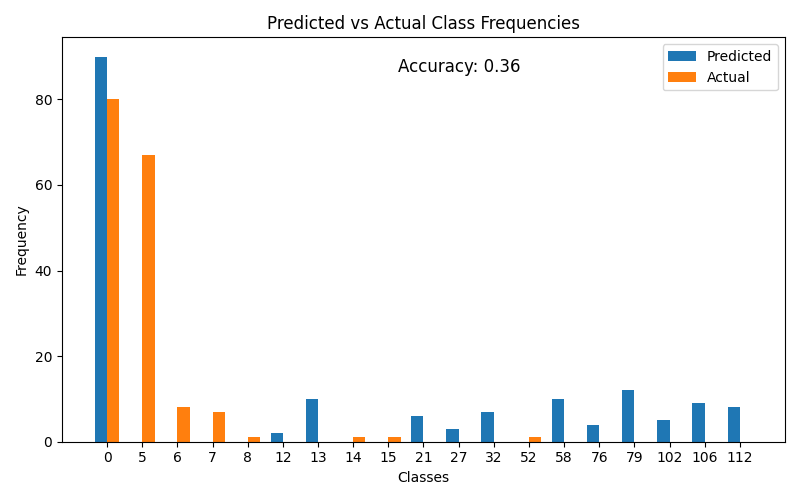 Predicted vs Actual Class Frequencies
Accuracy: 0.36
Predicted
Actual
Frequency
80
60
40
20
0
0 5 6 7 8 12 13 14 15 21 27 32 52 58 76 79 102 106 112
Classes